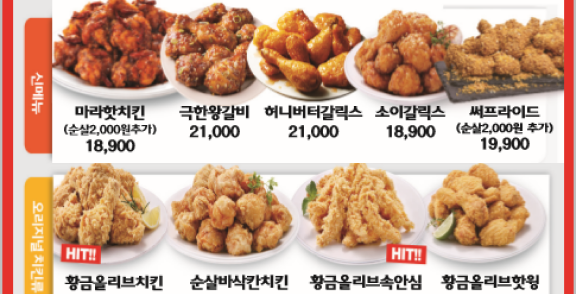 신메뉴
마라핫치킨
(순살2,000원추가)
18,900
극한왕갈비
21,000
허니버터갈릭스
21,000
소이갈릭스
18,900
써프라이드
(순살2,000원 추가)
19,900
오리지널 치킨류
HIT!!
황금올리브치킨
순살바삭칸치킨
HIT!!
황금올리브속안심
황금올리브핫윙